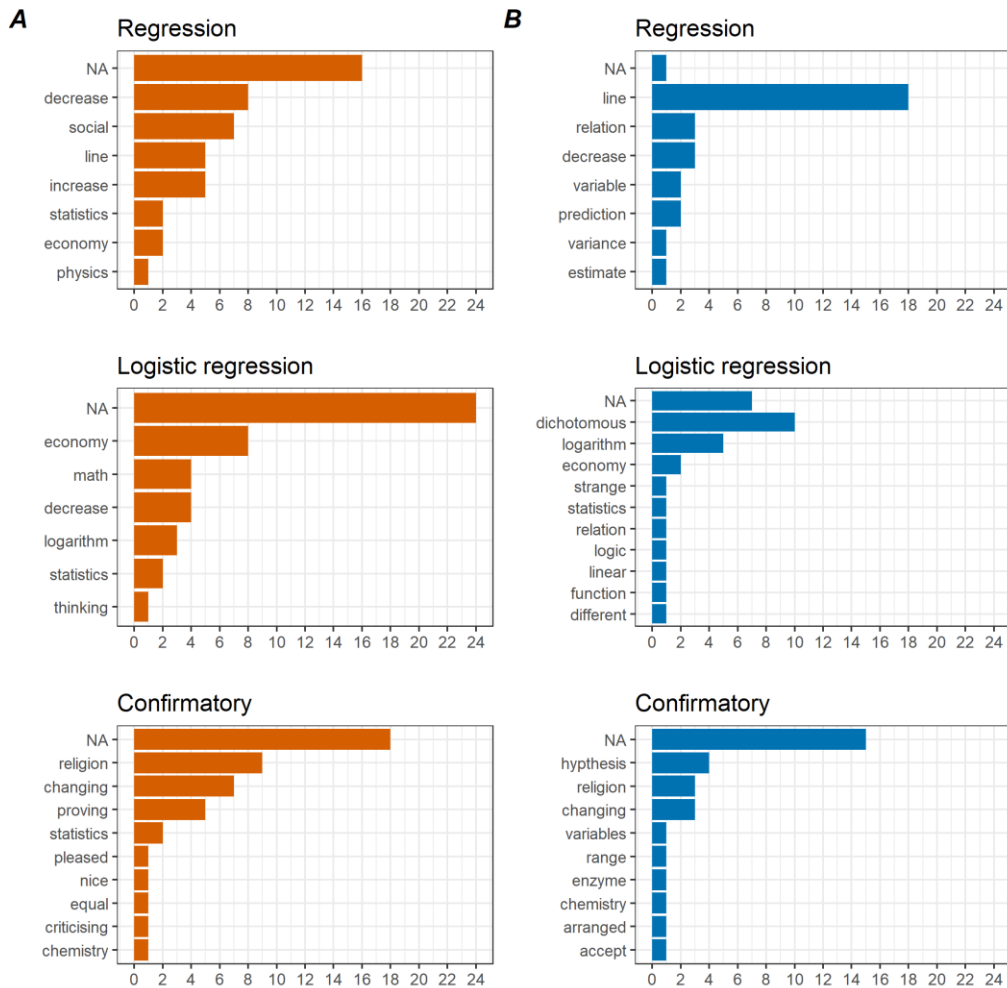 A
Regression
NA
decrease
social
line
increase
statistics
economy
physics
0 2 4 6 8 10 12 14 16 18 20 22 24
Logistic regression
NA
economy
math
decrease
logarithm
statistics
thinking
0 2 4 6 8 10 12 14 16 18 20 22 24
Confirmatory
NA
religion
changing
proving
statistics
pleased
nice
equal
criticising
chemistry
0 2 4 6 8 10 12 14 16 18 20 22 24
B
Regression
NA
line
relation
decrease
variable
prediction
variance
estimate
0 2 4 6 8 10 12 14 16 18 20 22 24
Logistic regression
NA
dichotomous
logarithm
economy
strange
statistics
relation
logic
linear
function
different
0 2 4 6 8 10 12 14 16 18 20 22 24
Confirmatory
NA
hypthesis
religion
changing
variables
range
enzyme
chemistry
arranged
accept
0 2 4 6 8 10 12 14 16 18 20 22 24